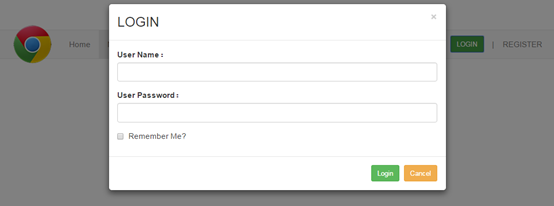 LOGIN ×
Home LOGIN | REGISTER
User Name :
User Password :
Remember Me?
Login Cancel